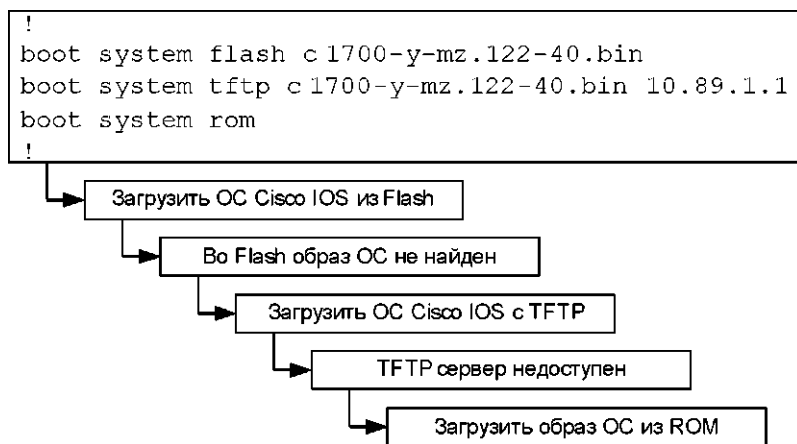 !
boot system flash c1700-y-mz.122-40.bin
boot system tftp c1700-y-mz.122-40.bin 10.89.1.1
boot system rom
!
Загрузить ОС Cisco IOS из Flash
Во Flash образ ОС не найден
Загрузить ОС Cisco IOS с TFTP
TFTP сервер недоступен
Загрузить образ ОС из ROM